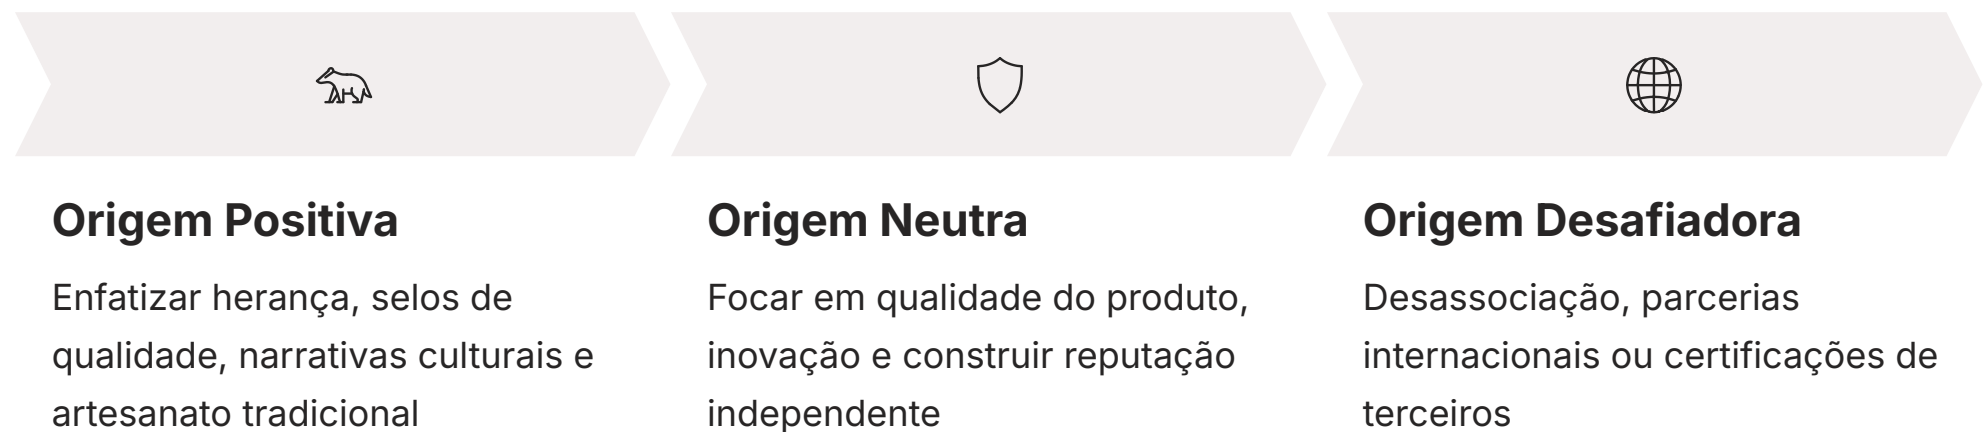 Origem Positiva
Enfatizar herança, selos de
qualidade, narrativas culturais e
artesanato tradicional
Origem Neutra
Focar em qualidade do produto,
inovação e construir reputação
independente
Origem Desafiadora
Desassociação, parcerias
internacionais ou certificações de
terceiros